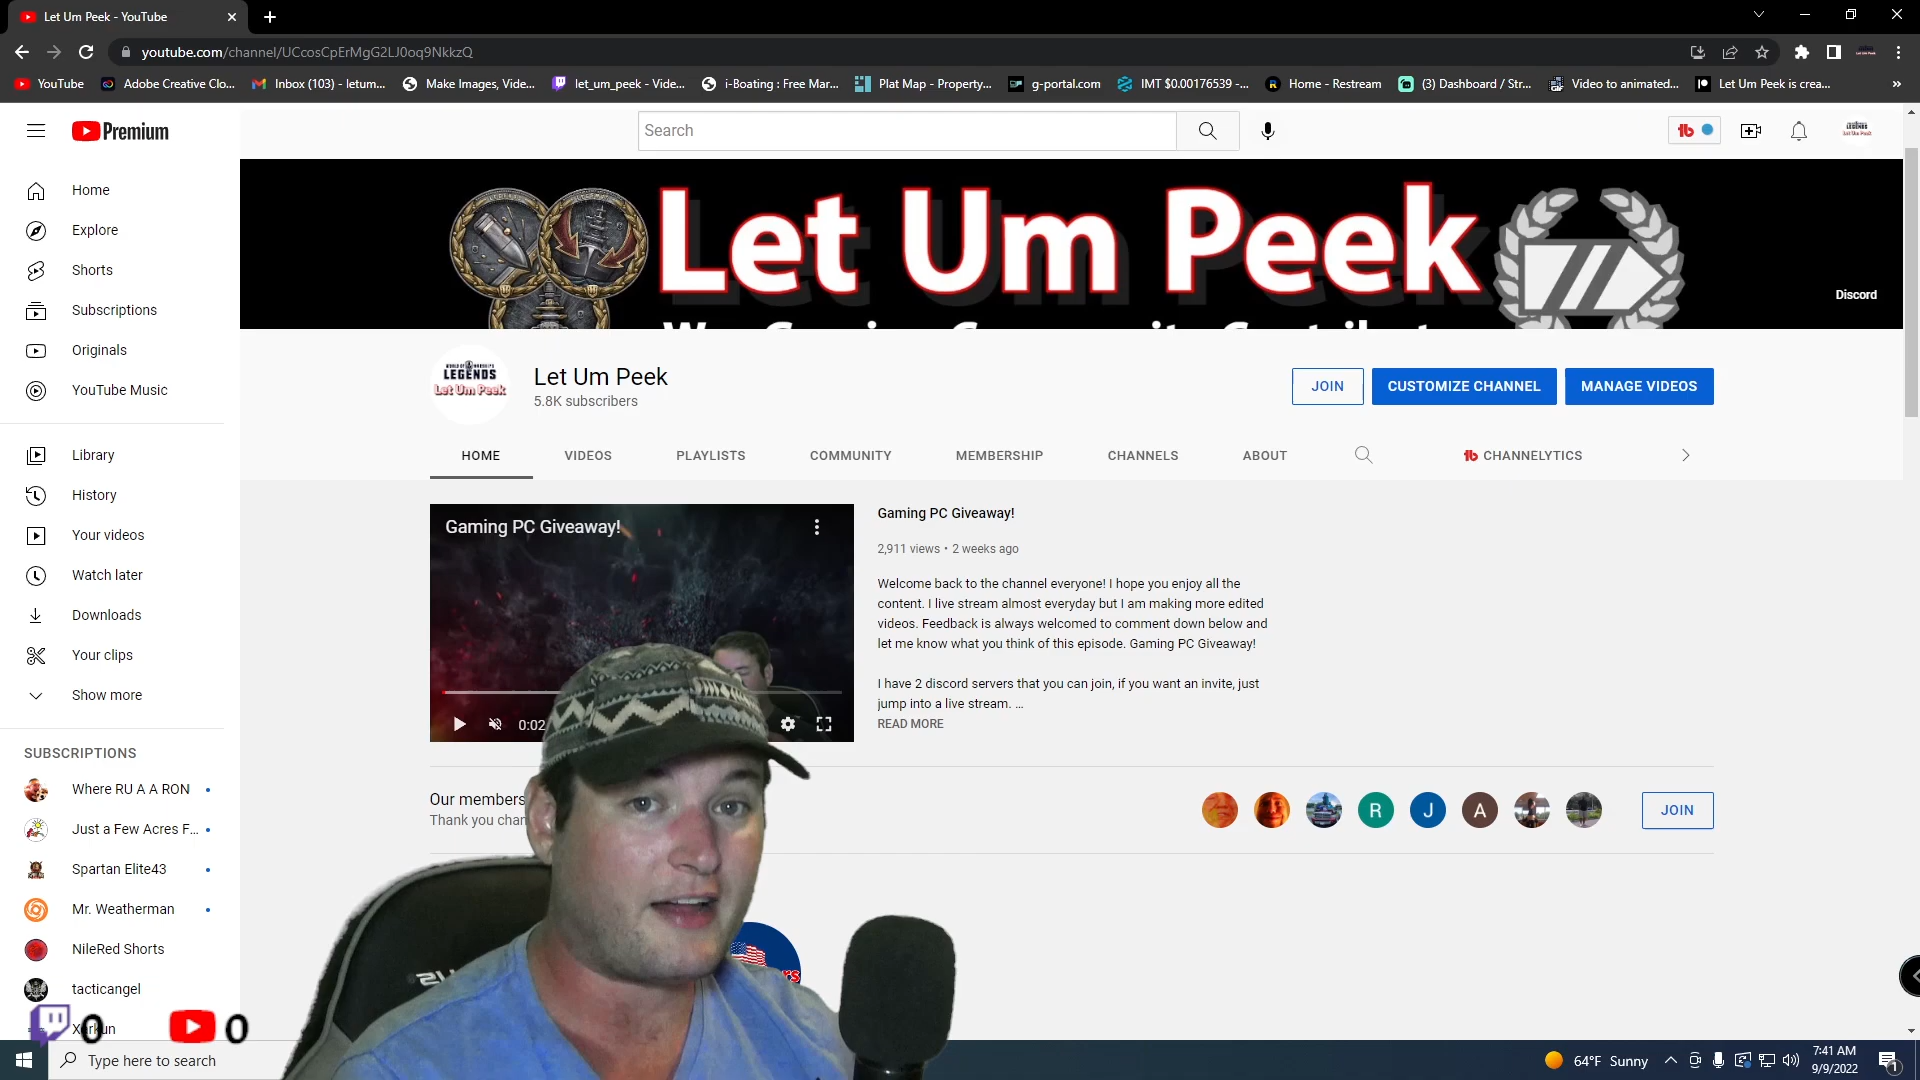 Let Um Peek - YouTube
youtube.com/channel/UCcosCpErMgG2LJ0oq9NkkzQ
YouTube
Adobe Creative Clo...
Inbox (103) - letum...
Make Images, Vide...
let_um_peek - Vide...
i-Boating : Free Mar...
Plat Map - Property,...
g-portal.com
IMT $0.00176539 -...
Home - Restream
(3) Dashboard / Str...
Video to animated...
Let Um Peek is crea...
»
Premium
Search
Home
Explore
Shorts
Subscriptions
Originals
YouTube Music
Library
History
Your videos
Watch later
Downloads
Your clips
Show more
SUBSCRIPTIONS
Where RU A A RON
Just a Few Acres F...
Spartan Elite43
Mr. Weatherman
NileRed Shorts
tacticangel
0
0
Let Um Peek
Discord
LEGENDS
Let Um Peek
Let Um Peek
5.8K subscribers
JOIN
CUSTOMIZE CHANNEL
MANAGE VIDEOS
HOME
VIDEOS
PLAYLISTS
COMMUNITY
MEMBERSHIP
CHANNELS
ABOUT
CHANNELYTICS
Gaming PC Giveaway!
0:02
Gaming PC Giveaway!
2,911 views • 2 weeks ago
Welcome back to the channel everyone! I hope you enjoy all the
content. I live stream almost everyday but I am making more edited
videos. Feedback is always welcomed to comment down below and
let me know what you think of this episode. Gaming PC Giveaway!
I have 2 discord servers that you can join, if you want an invite, just
jump into a live stream. ...
READ MORE
Our members
Thank you
R
J
A
JOIN
Type here to search
64°F Sunny
7:41 AM
9/9/2022
1